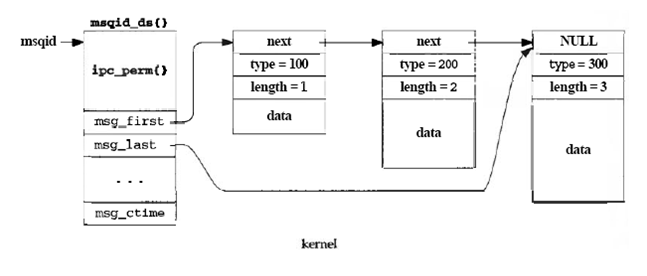 msqid_ds{}
msqid
ipc_perm{}
msg_first
msg_last
. . .
msg_ctime
next
type = 100
length = 1
data
next
type = 200
length = 2
data
NULL
type = 300
length = 3
data
kernel